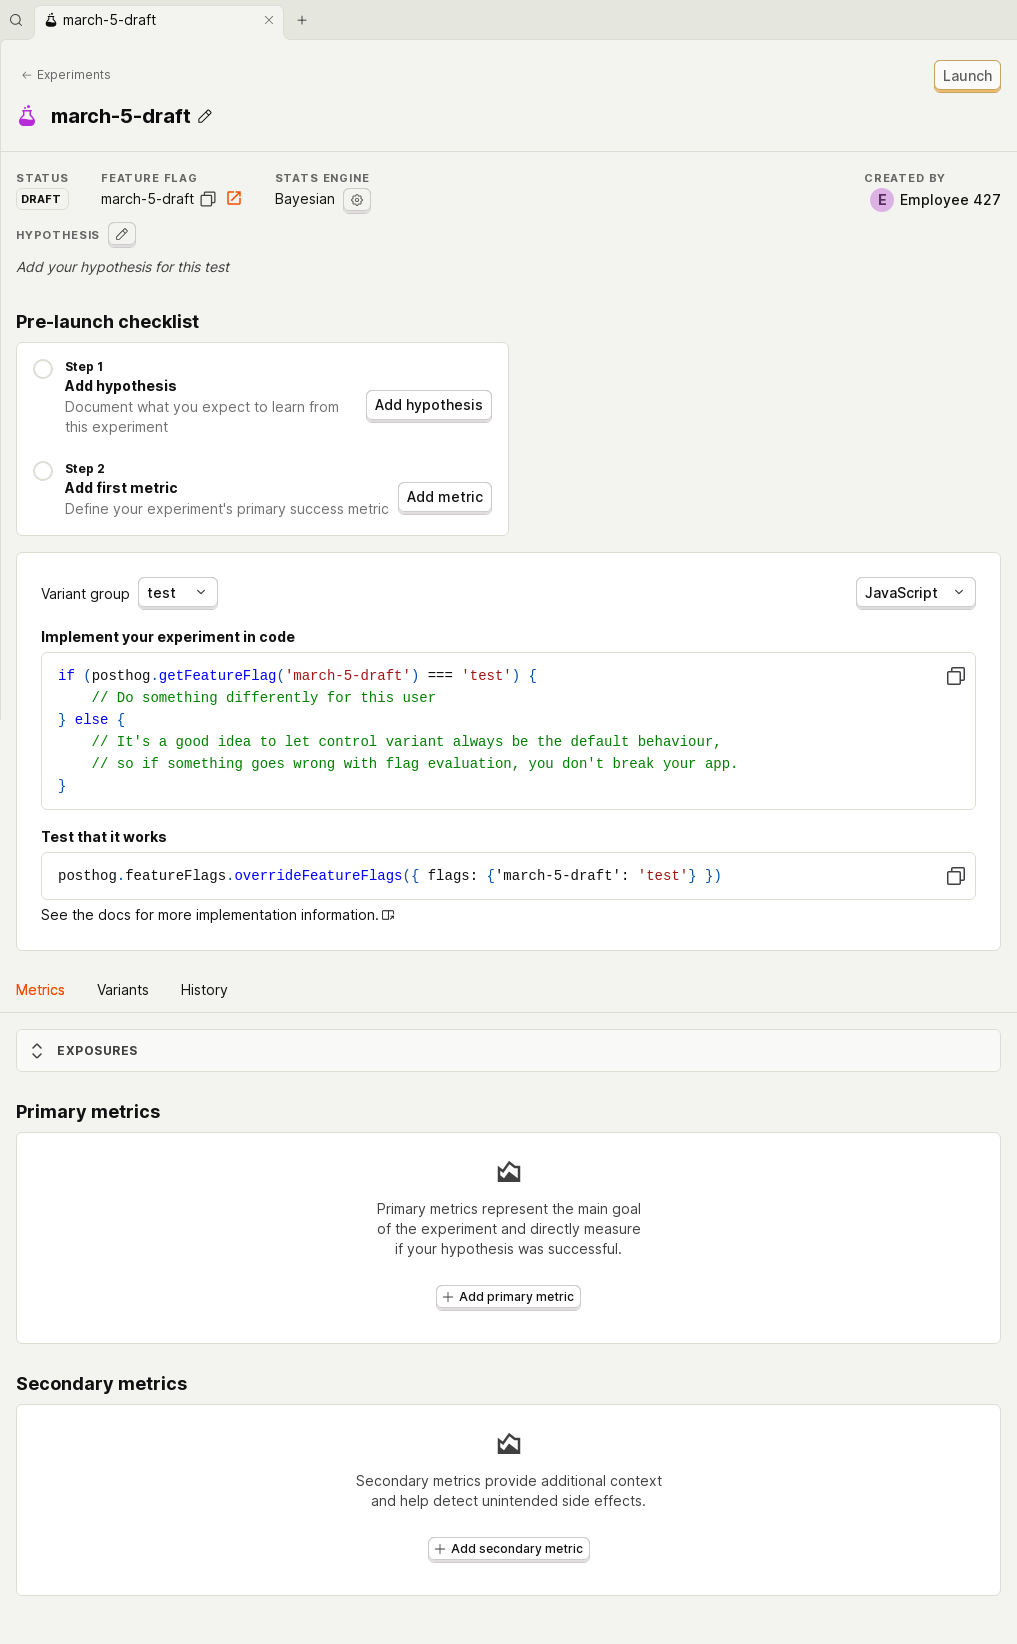 march-5-draft
Experiments
Launch
march-5-draft
STATUS
FEATURE FLAG
STATS ENGINE
CREATED BY
DRAFT
march-5-draft
Bayesian
E
Employee 427
HYPOTHESIS
Add your hypothesis for this test
Pre-launch checklist
Step 1
Add hypothesis
Document what you expect to learn from
this experiment
Add hypothesis
Step 2
Add first metric
Define your experiment's primary success metric
Add metric
Variant group
test
JavaScript
Implement your experiment in code
if (posthog.getFeatureFlag('march-5-draft') === 'test') {
    // Do something differently for this user
} else {
    // It's a good idea to let control variant always be the default behaviour,
    // so if something goes wrong with flag evaluation, you don't break your app.
}
Test that it works
posthog.featureFlags.overrideFeatureFlags({ flags: {'march-5-draft': 'test'} })
See the docs for more implementation information.
Metrics
Variants
History
EXPOSURES
Primary metrics
Primary metrics represent the main goal
of the experiment and directly measure
if your hypothesis was successful.
Add primary metric
Secondary metrics
Secondary metrics provide additional context
and help detect unintended side effects.
Add secondary metric